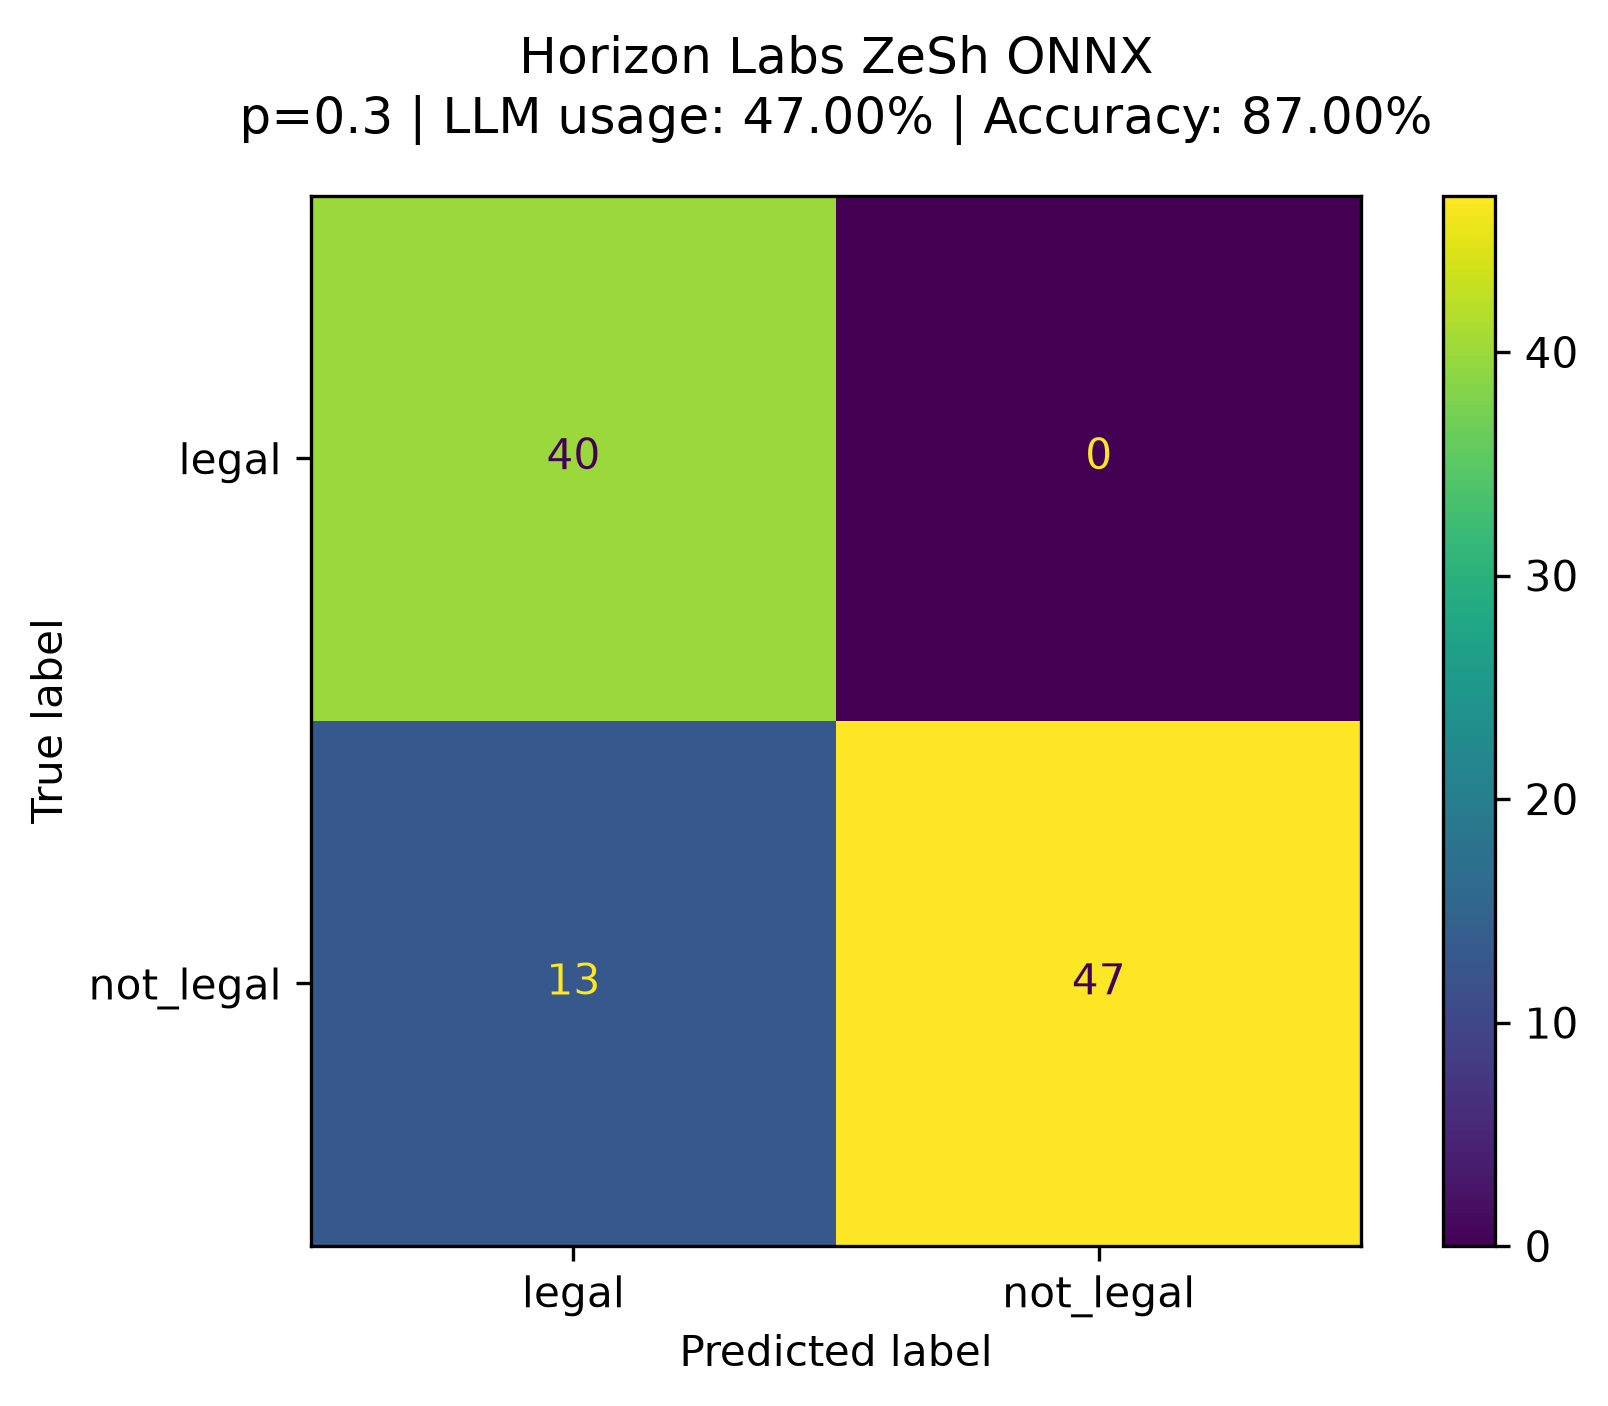 Horizon Labs ZeSh ONNX
p=0.3 | LLM usage: 47.00% | Accuracy: 87.00%
True label
legal
not_legal
40
0
13
47
legal
not_legal
Predicted label
40
30
20
10
0